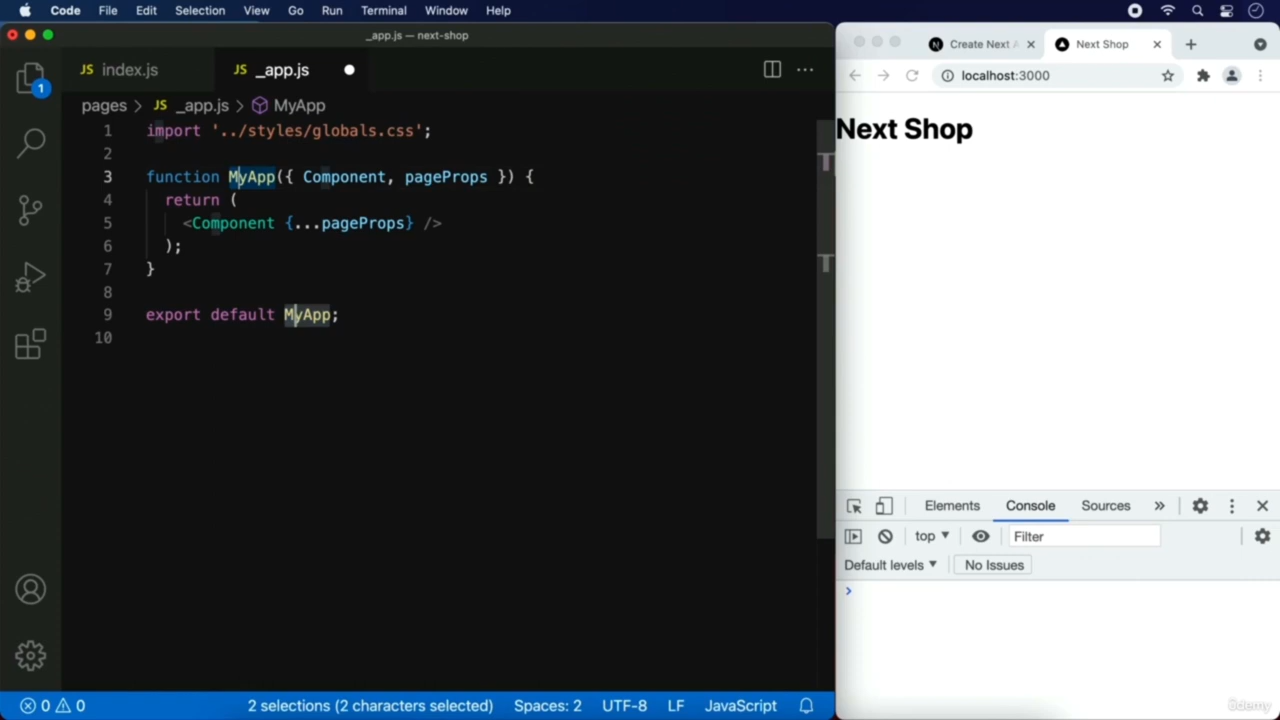 Code File Edit Selection View Go Run Terminal Window Help
_app.js — next-shop
JS index.js JS _app.js
pages > JS _app.js > MyApp
1 import '../styles/globals.css';
2
3 function MyApp({ Component, pageProps }) {
4 return (
5 <Component {...pageProps} />
6 );
7 }
8
9 export default MyApp;
10
1
0 0 2 selections (2 characters selected) Spaces: 2 UTF-8 LF JavaScript
Create Next A Next Shop
localhost:3000
Next Shop
Elements Console Sources »
top Filter
Default levels No Issues
>
ûdemy